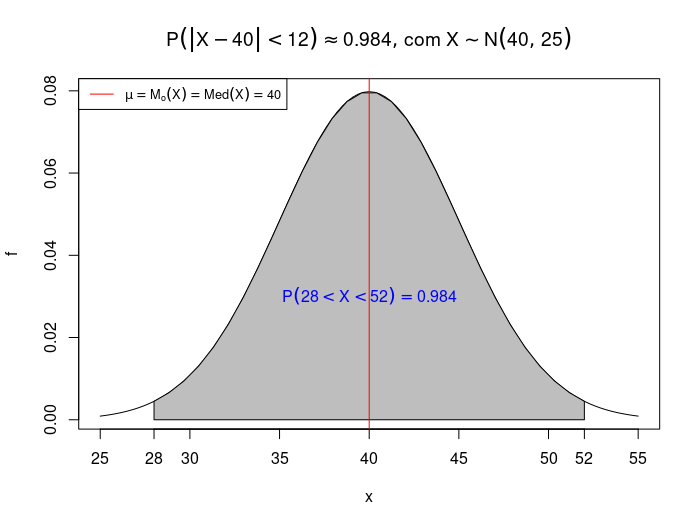 P(|X − 40| < 12) ≈ 0.984, com X ~ N(40, 25)
μ = Mₒ(X) = Med(X) = 40
0.08
0.06
0.04
0.02
0.00
f
P(28 < X < 52) = 0.984
25 28 30 35 40 45 50 52 55
x